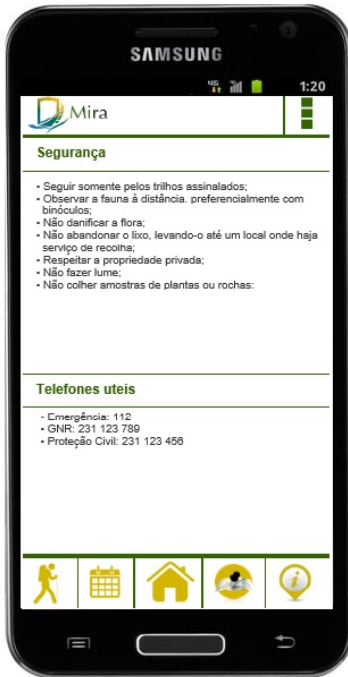 SAMSUNG
4G
1:20
Mira
Segurança
- Seguir somente pelos trilhos assinalados;
- Observar a fauna à distância. preferencialmente com
binóculos;
- Não danificar a flora;
- Não abandonar o lixo, levando-o até um local onde haja
serviço de recolha;
- Respeitar a propriedade privada;
- Não fazer lume;
- Não colher amostras de plantas ou rochas:
Telefones uteis
- Emergência: 112
- GNR: 231 123 789
- Proteção Civil: 231 123 456
i